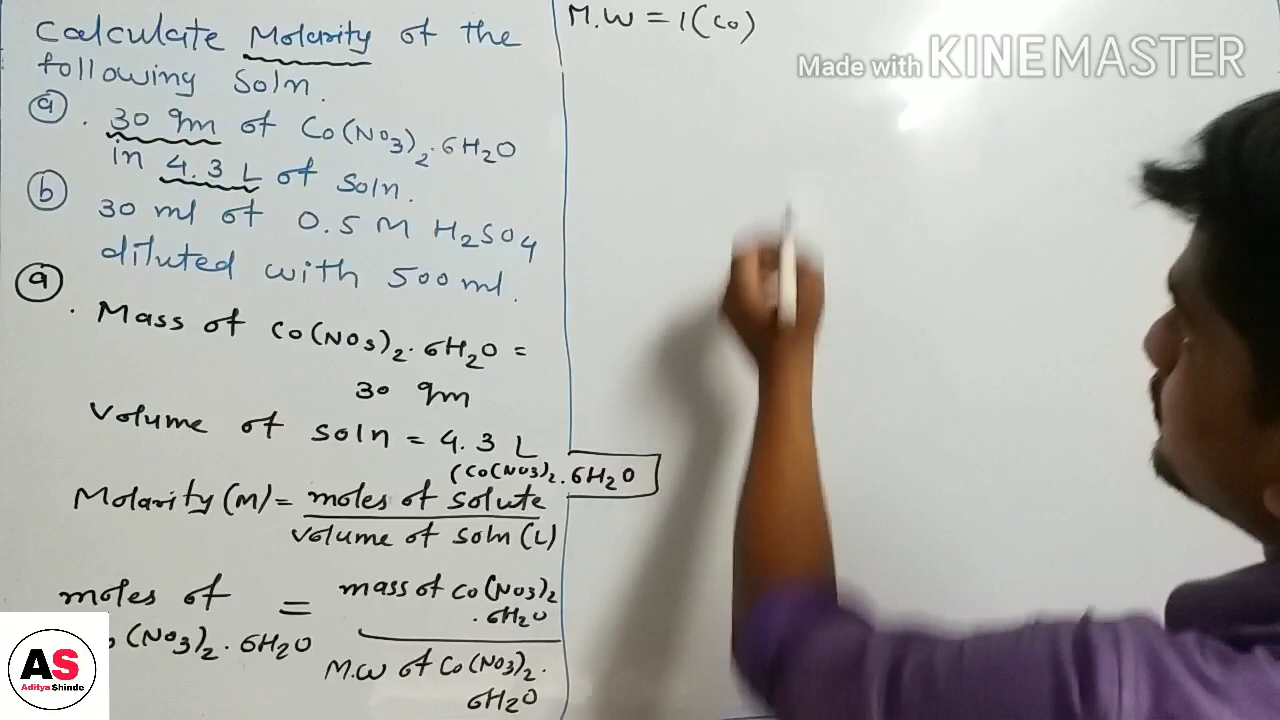 Calculate Molarity of the
following Soln.
(a). 30 gm of Co(NO3)2.6H2O
in 4.3 L of soln.
(b) 30 ml of 0.5 M H2SO4
diluted with 500 ml.
(a). Mass of Co(NO3)2.6H2O =
30 gm
Volume of soln = 4.3 L
(Co(NO3)2.6H2O
Molarity (M) = moles of solute
volume of soln (L)
moles of
(NO3)2.6H2O
=
mass of Co(NO3)2
.6H2O
M.W of Co(NO3)2.
6H2O
M.W = 1(Co)
Made with KINEMASTER
AS
Aditya Shinde